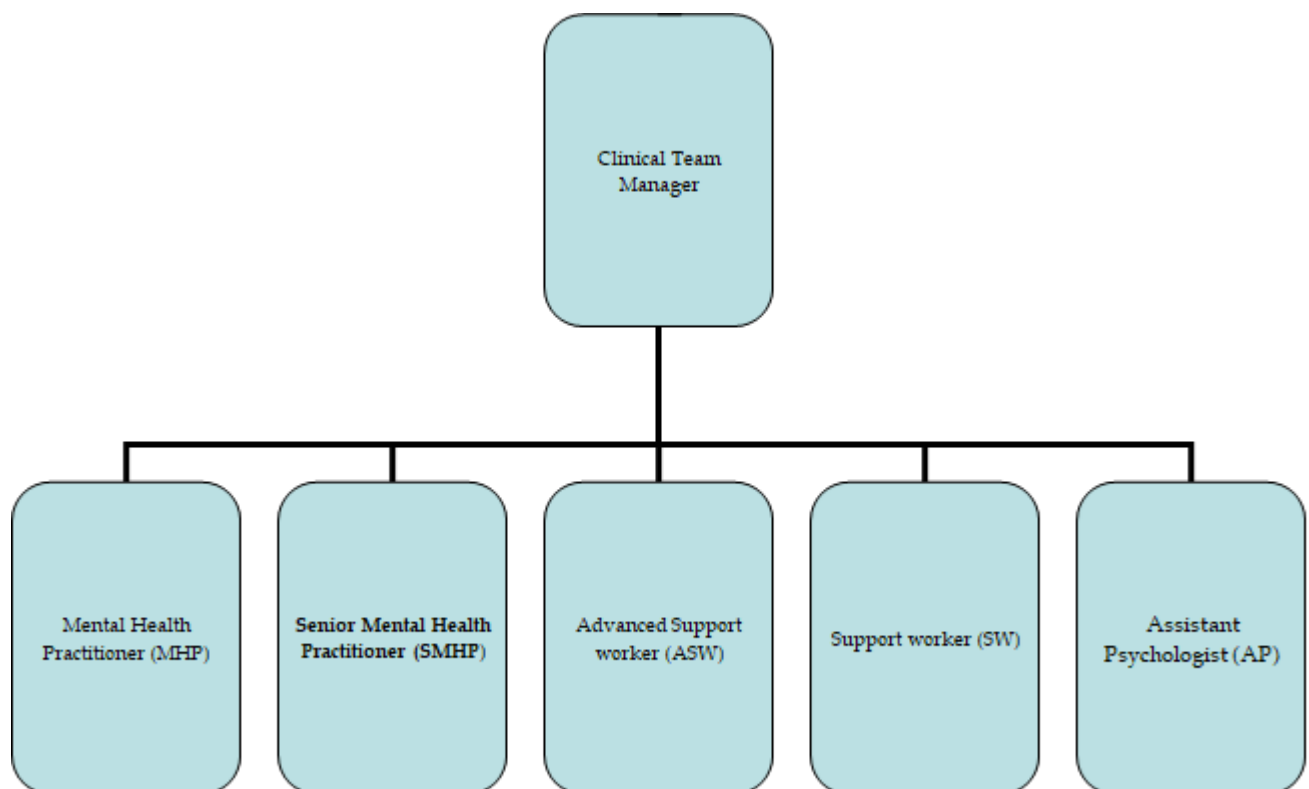 Clinical Team
Manager
Mental Health
Practitioner (MHP)
Senior Mental Health
Practitioner (SMHP)
Advanced Support
worker (ASW)
Support worker (SW)
Assistant
Psychologist (AP)